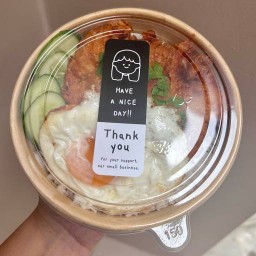 HAVE
A NICE
DAY!!
Thank
you
for your support.
our small business.
150